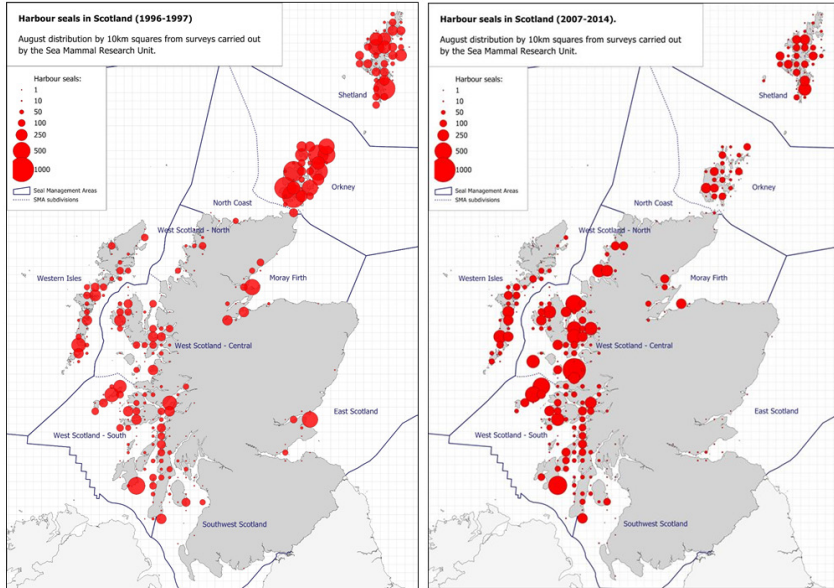 Harbour seals in Scotland (1996-1997)
August distribution by 10km squares from surveys carried out
by the Sea Mammal Research Unit.
Harbour seals:
1
10
50
100
250
500
1000
Seal Management Areas
SMA subdivisions
Shetland
Orkney
North Coast
West Scotland - North
Western Isles
Moray Firth
West Scotland - Central
East Scotland
West Scotland - South
Southwest Scotland
Harbour seals in Scotland (2007-2014).
August distribution by 10km squares from surveys carried out
by the Sea Mammal Research Unit.
Harbour seals:
1
10
50
100
250
500
1000
Seal Management Areas
SMA subdivisions
Shetland
Orkney
North Coast
West Scotland - North
Western Isles
Moray Firth
West Scotland - Central
East Scotland
West Scotland - South
Southwest Scotland